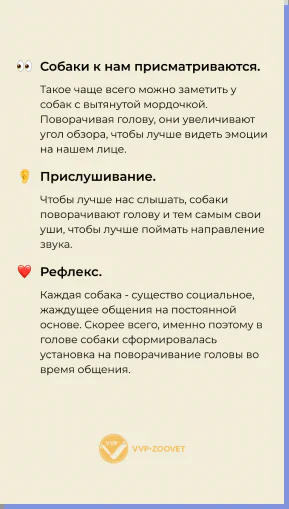 👀 Собаки к нам присматриваются.
Такое чаще всего можно заметить у
собак с вытянутой мордочкой.
Поворачивая голову, они увеличивают
угол обзора, чтобы лучше видеть эмоции
на нашем лице.
👂 Прислушивание.
Чтобы лучше нас слышать, собаки
поворачивают голову и тем самым свои
уши, чтобы лучше поймать направление
звука.
❤️ Рефлекс.
Каждая собака - существо социальное,
жаждущее общения на постоянной
основе. Скорее всего, именно поэтому в
голове собаки сформировалась
установка на поворачивание головы во
время общения.
VVP VVP•ZOOVET